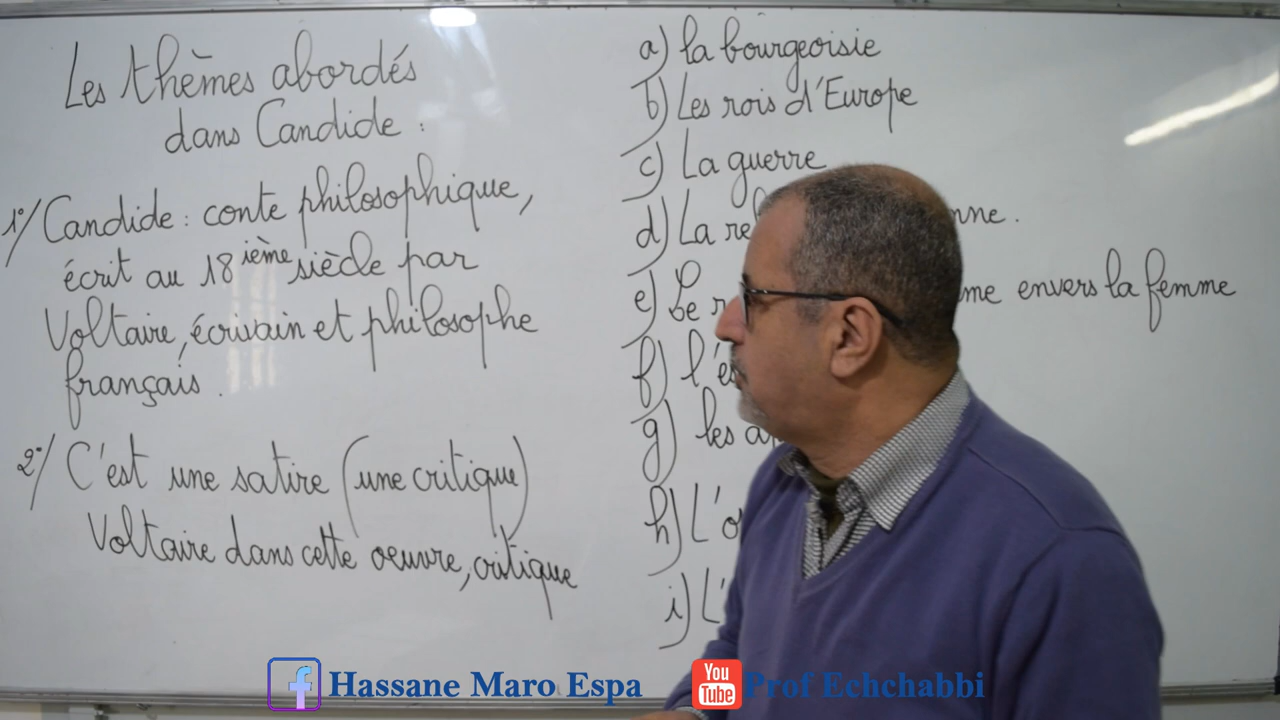 Les thèmes abordés
dans Candide :
1°/ Candide : conte philosophique,
écrit au 18ième siècle par
Voltaire, écrivain et philosophe
français.
2°/ C'est une satire (une critique)
Voltaire dans cette oeuvre, critique
a) la bourgeoisie
b) Les rois d'Europe
c) La guerre
d) La
e) Le envers la femme
f)
g) les
h)
i)
Hassane Maro Espa
You
Tube
Prof Echchabbi